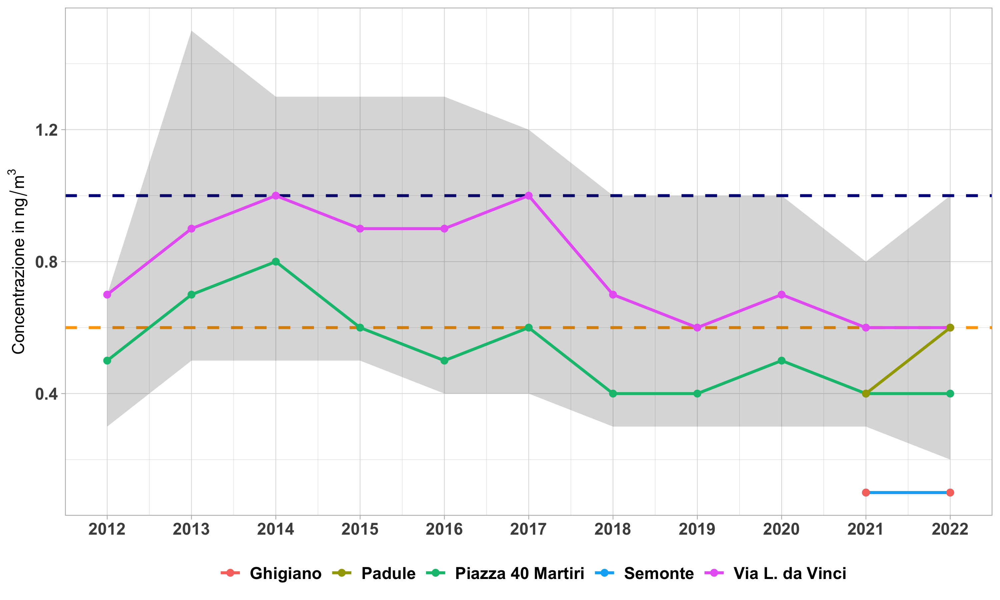 Concentrazione in ng/m³
1.2
0.8
0.4
2012 2013 2014 2015 2016 2017 2018 2019 2020 2021 2022
Ghigiano Padule Piazza 40 Martiri Semonte Via L. da Vinci